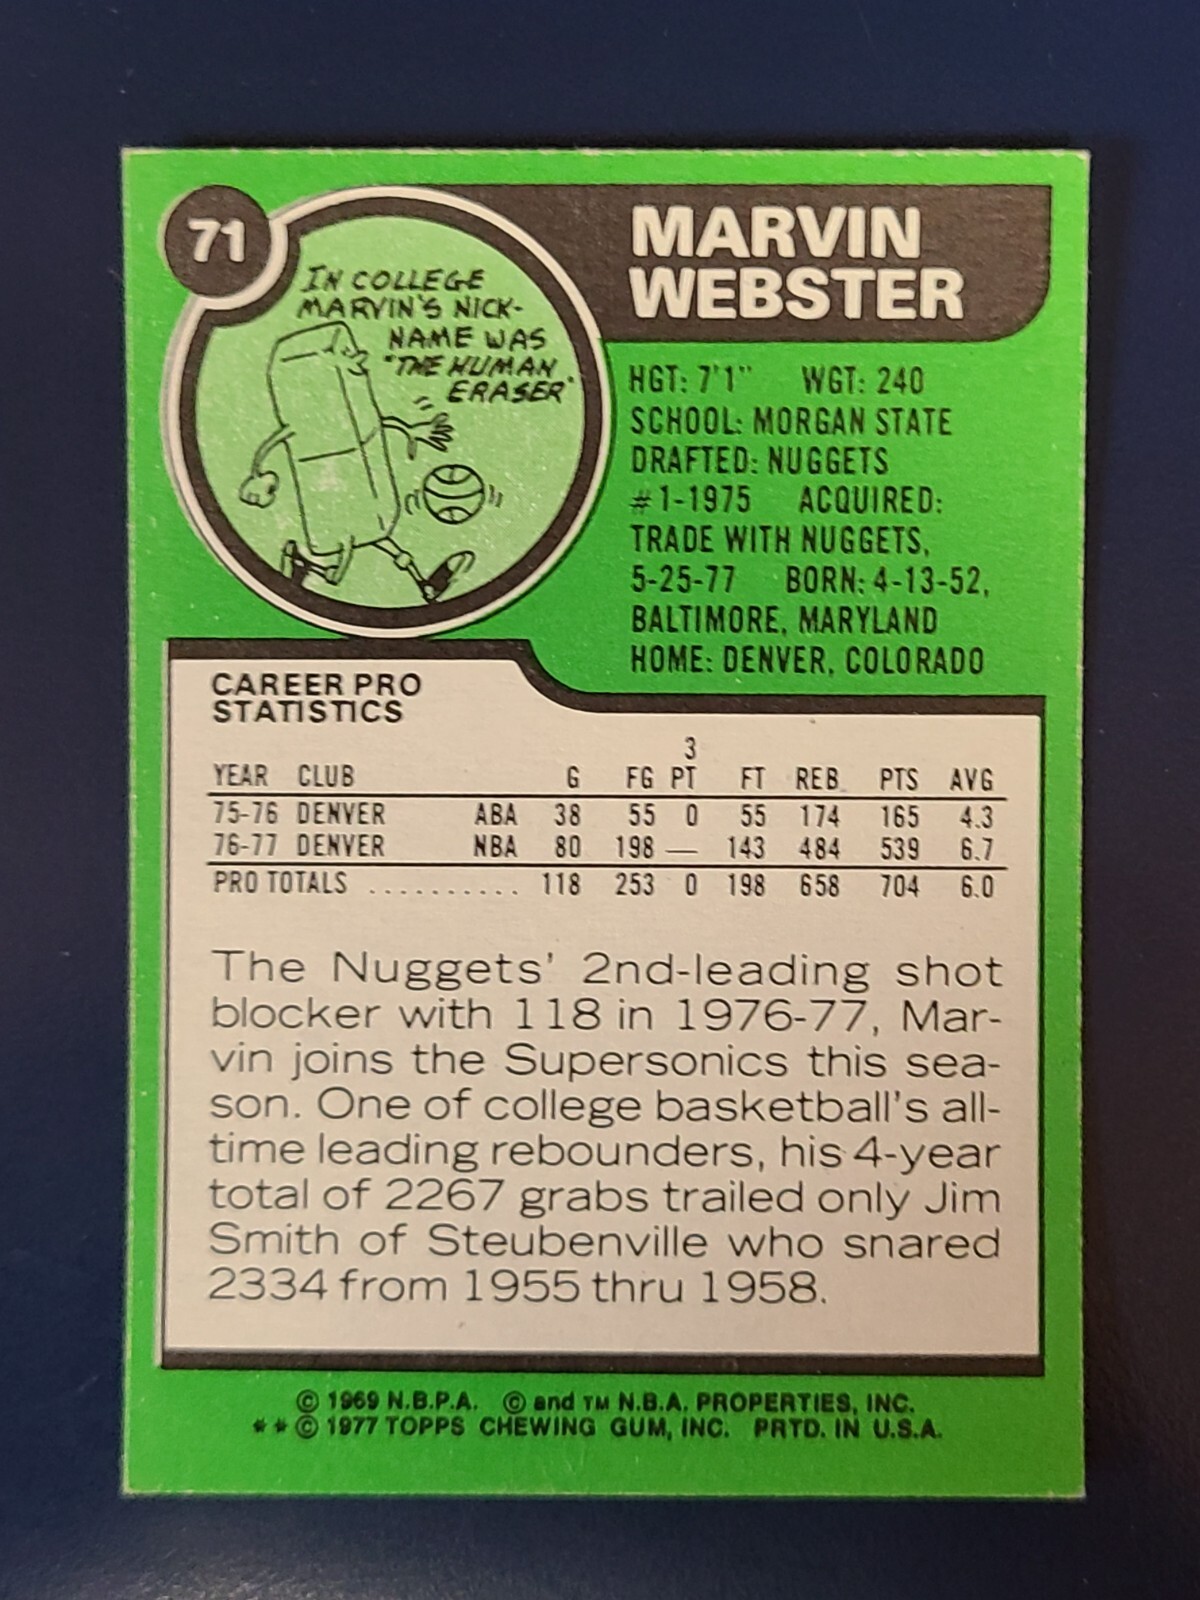 71
IN COLLEGE
MARVIN'S NICK-
NAME WAS
"THE HUMAN
ERASER"
MARVIN
WEBSTER
HGT: 7'1" WGT: 240
SCHOOL: MORGAN STATE
DRAFTED: NUGGETS
#1-1975 ACQUIRED:
TRADE WITH NUGGETS,
5-25-77 BORN: 4-13-52,
BALTIMORE, MARYLAND
HOME: DENVER, COLORADO
CAREER PRO
STATISTICS
3
YEAR CLUB G FG PT FT REB. PTS AVG
75-76 DENVER ABA 38 55 0 55 174 165 4.3
76-77 DENVER NBA 80 198 — 143 484 539 6.7
PRO TOTALS .......... 118 253 0 198 658 704 6.0
The Nuggets' 2nd-leading shot
blocker with 118 in 1976-77, Mar-
vin joins the Supersonics this sea-
son. One of college basketball's all-
time leading rebounders, his 4-year
total of 2267 grabs trailed only Jim
Smith of Steubenville who snared
2334 from 1955 thru 1958.
© 1969 N.B.P.A. © and TM N.B.A. PROPERTIES, INC.
**© 1977 TOPPS CHEWING GUM, INC. PRTD. IN U.S.A.